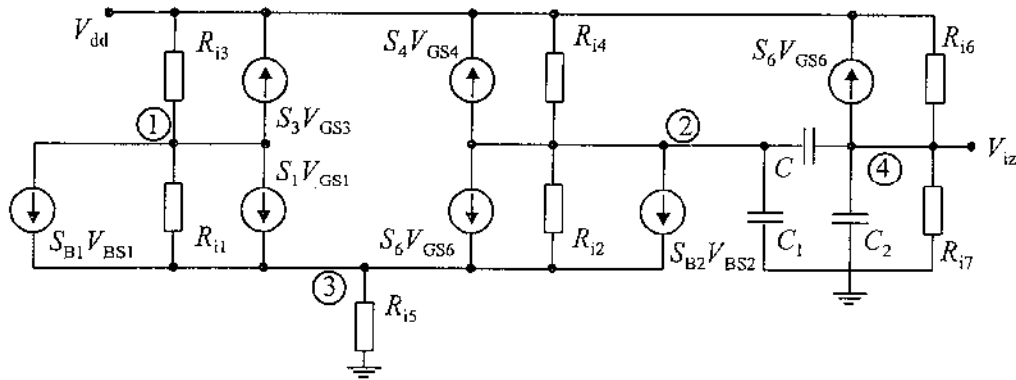 V_dd
R_i3
S_4V_GS4
R_i4
S_6V_GS6
R_i6
S_3V_GS3
①
②
S_1V_GS1
C
④
V_iz
S_B1V_BS1
R_i1
S_6V_GS6
R_i2
S_B2V_BS2
C_1
C_2
R_i7
③
R_i5